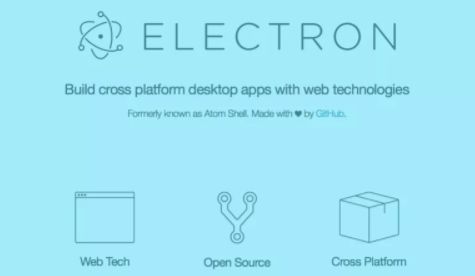 ELECTRON
Build cross platform desktop apps with web technologies
Formerly known as Atom Shell. Made with ♥ by GitHub.
Web Tech
Open Source
Cross Platform